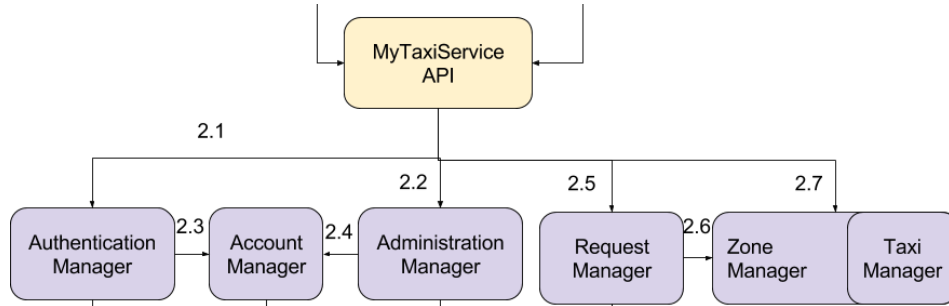 MyTaxiService
API
2.1
2.2
2.5
2.7
2.3
2.4
2.6
Authentication
Manager
Account
Manager
Administration
Manager
Request
Manager
Zone
Manager
Taxi
Manager